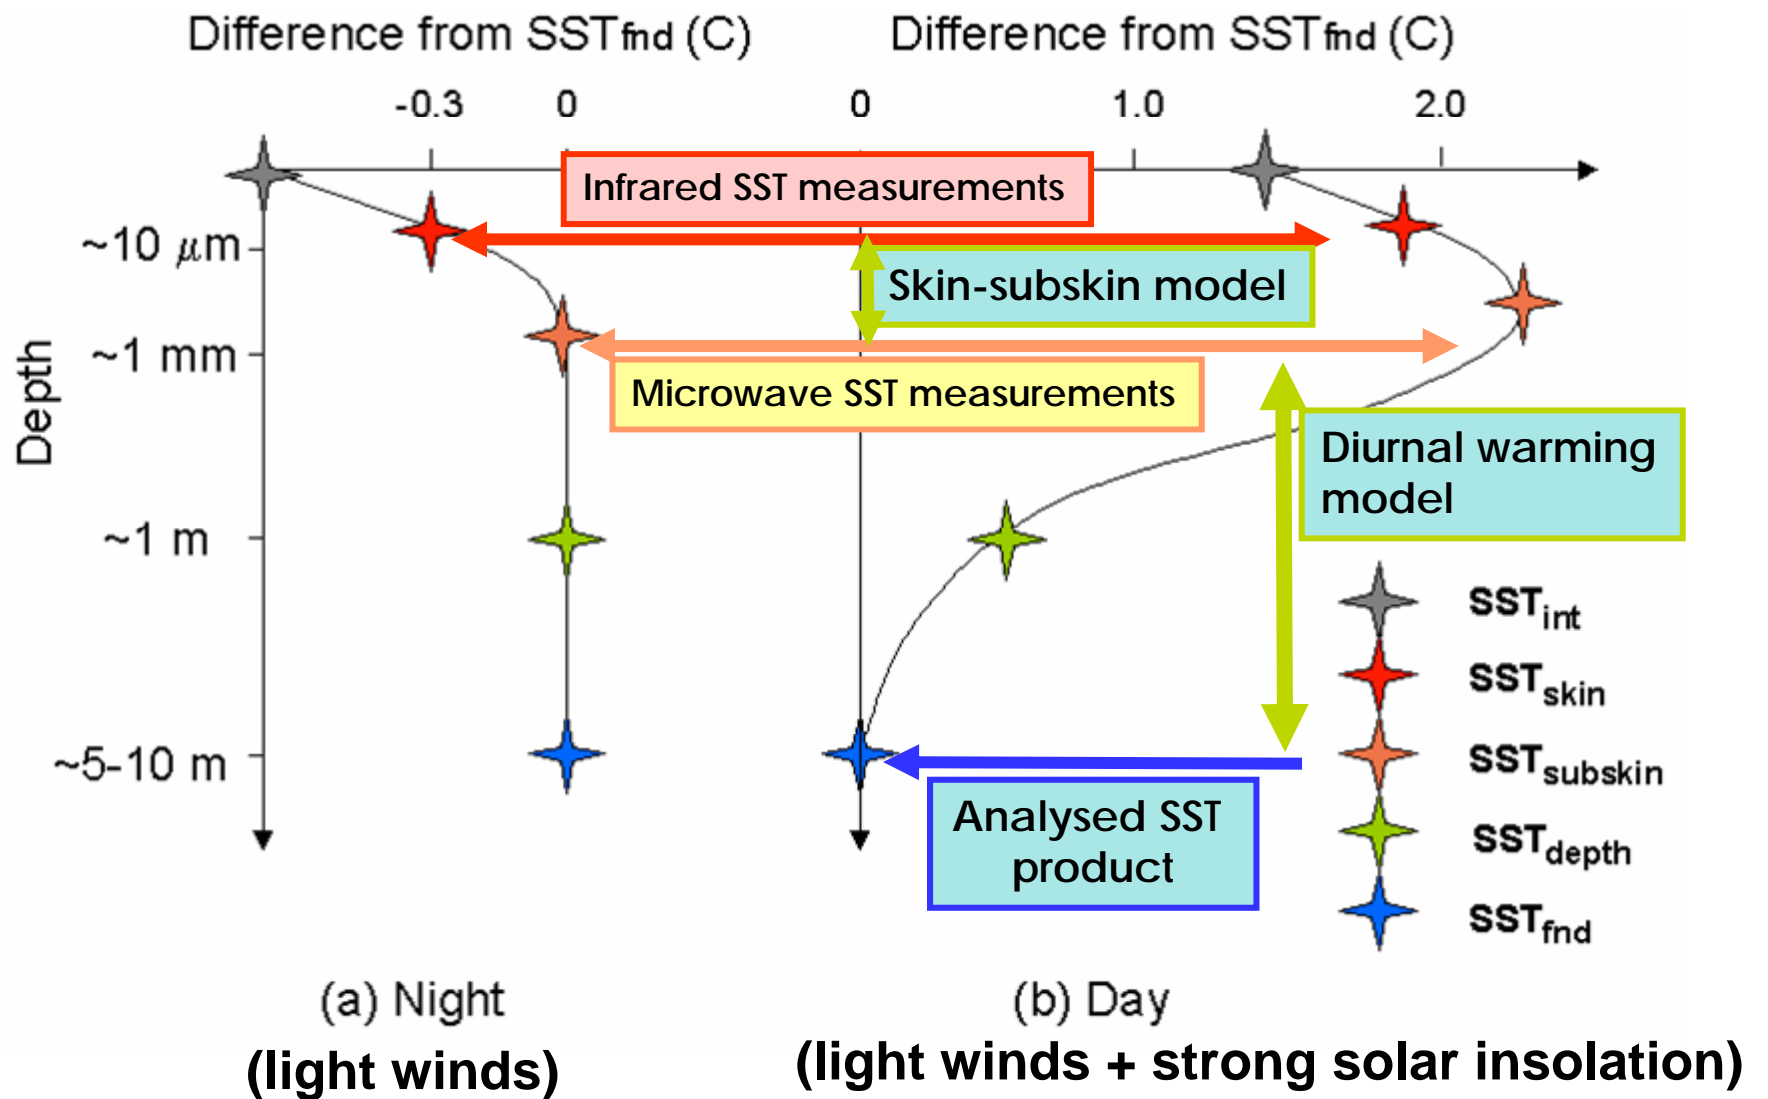 Difference from SSTfnd (C)
Difference from SSTfnd (C)
-0.3 0
0 1.0 2.0
Infrared SST measurements
~10 μm
Skin-subskin model
~1 mm
Microwave SST measurements
Depth
Diurnal warming
model
~1 m
SSTint
SSTskin
~5-10 m
SSTsubskin
Analysed SST
product
SSTdepth
SSTfnd
(a) Night
(light winds)
(b) Day
(light winds + strong solar insolation)